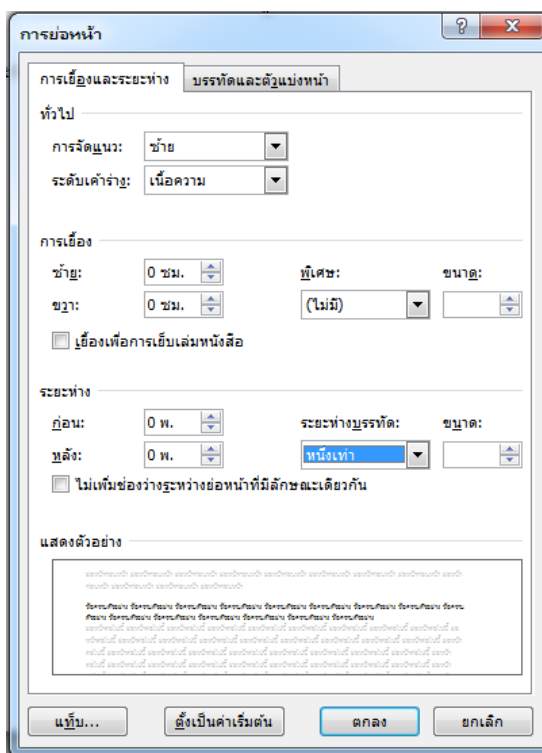 การย่อหน้า
การเยื้องและระยะห่าง บรรทัดและตัวแบ่งหน้า
ทั่วไป
การจัดแนว: ซ้าย
ระดับเค้าร่าง: เนื้อความ
การเยื้อง
ซ้าย: 0 ซม. พิเศษ: ขนาด:
ขวา: 0 ซม. (ไม่มี)
เยื้องเพื่อการเย็บเล่มหนังสือ
ระยะห่าง
ก่อน: 0 พ. ระยะห่างบรรทัด: ขนาด:
หลัง: 0 พ. หนึ่งเท่า
ไม่เพิ่มช่องว่างระหว่างย่อหน้าที่มีลักษณะเดียวกัน
แสดงตัวอย่าง
แท็บ... ตั้งเป็นค่าเริ่มต้น ตกลง ยกเลิก